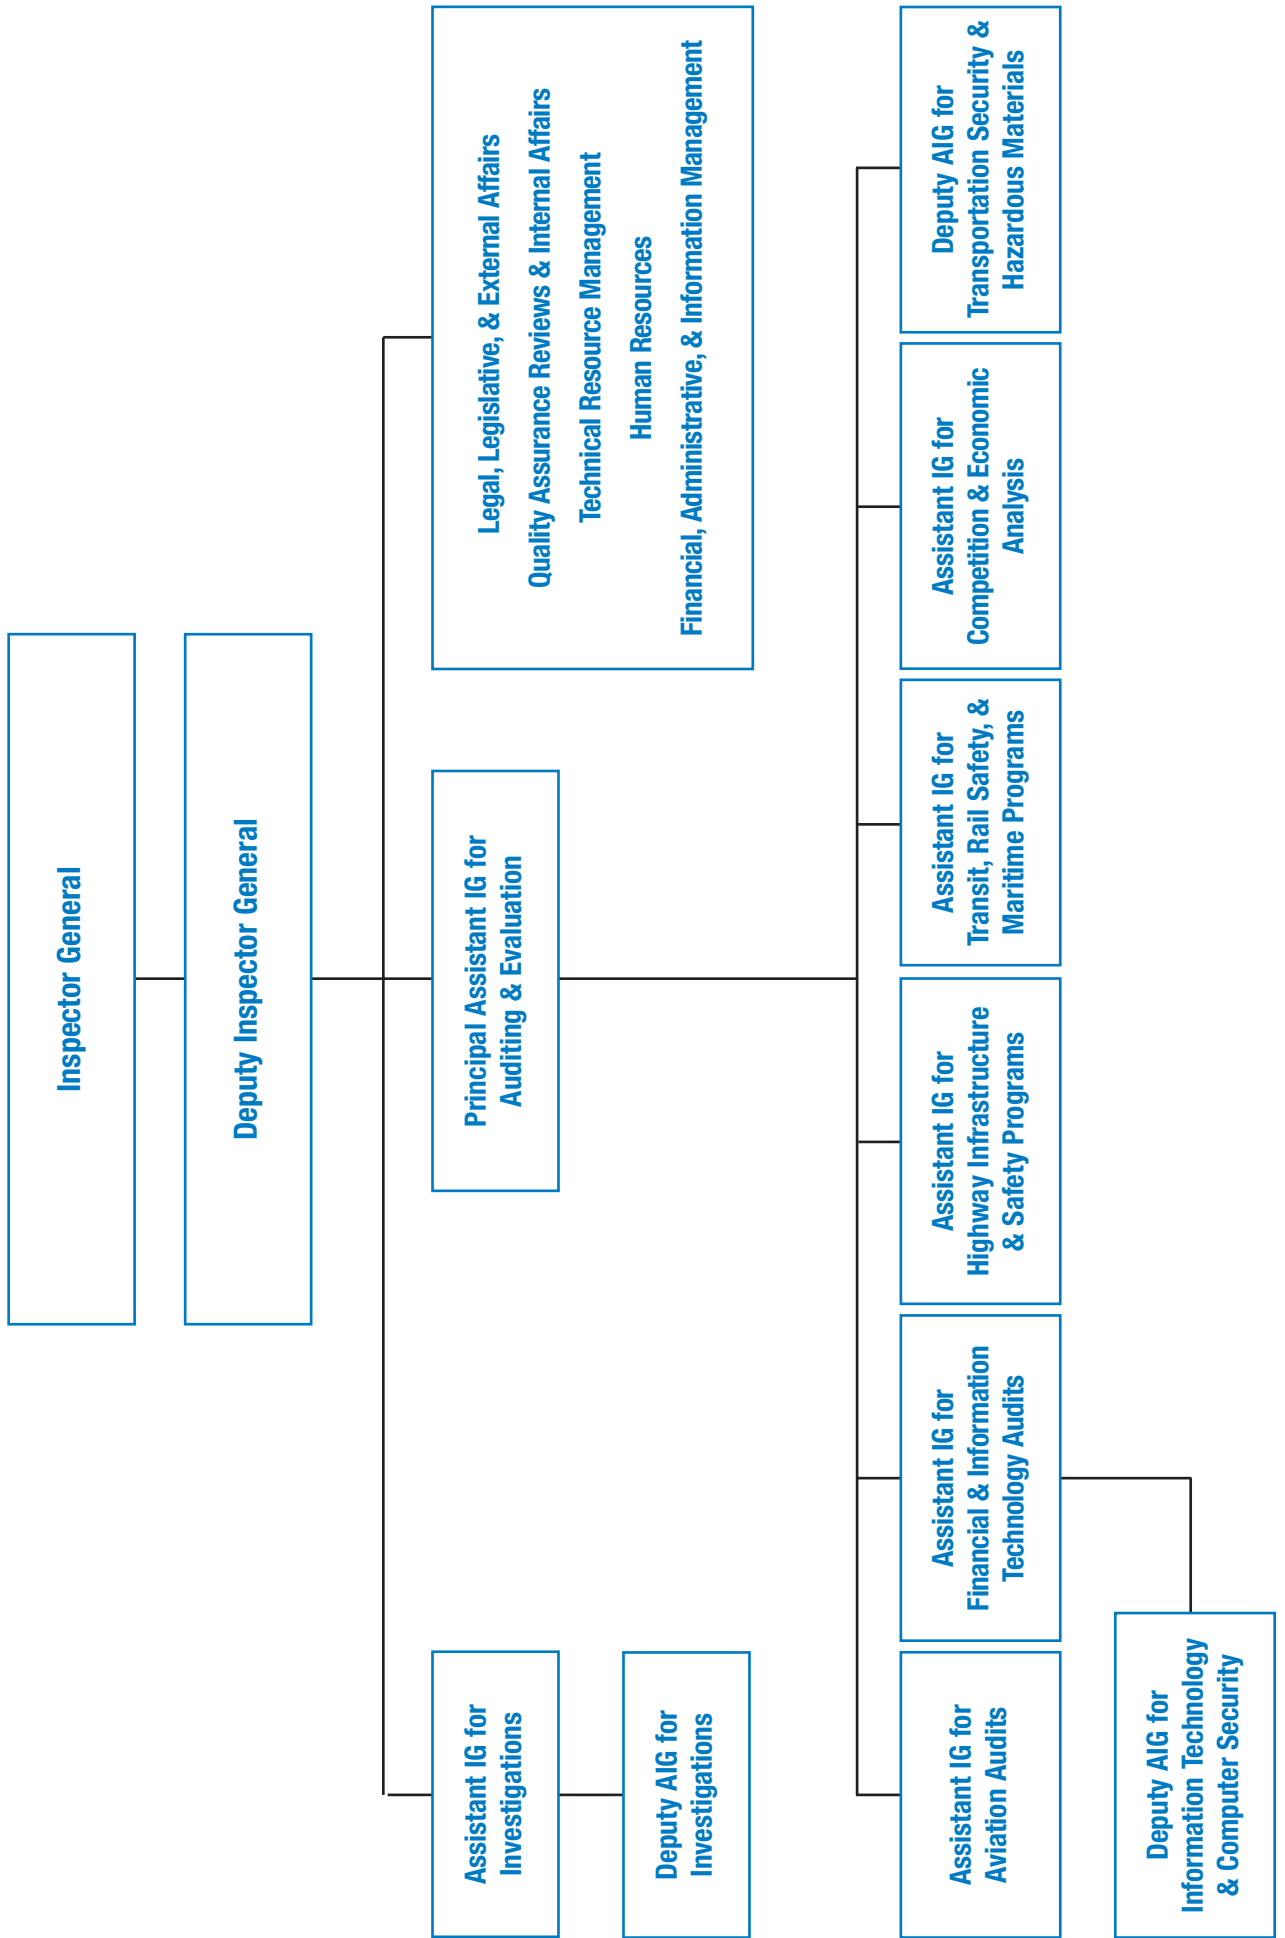 Inspector General
Deputy Inspector General
Assistant IG for
Investigations
Deputy AIG for
Investigations
Principal Assistant IG for
Auditing & Evaluation
Legal, Legislative, & External Affairs
Quality Assurance Reviews & Internal Affairs
Technical Resource Management
Human Resources
Financial, Administrative, & Information Management
Assistant IG for
Aviation Audits
Assistant IG for
Financial & Information
Technology Audits
Assistant IG for
Highway Infrastructure
& Safety Programs
Assistant IG for
Transit, Rail Safety, &
Maritime Programs
Assistant IG for
Competition & Economic
Analysis
Deputy AIG for
Transportation Security &
Hazardous Materials
Deputy AIG for
Information Technology
& Computer Security